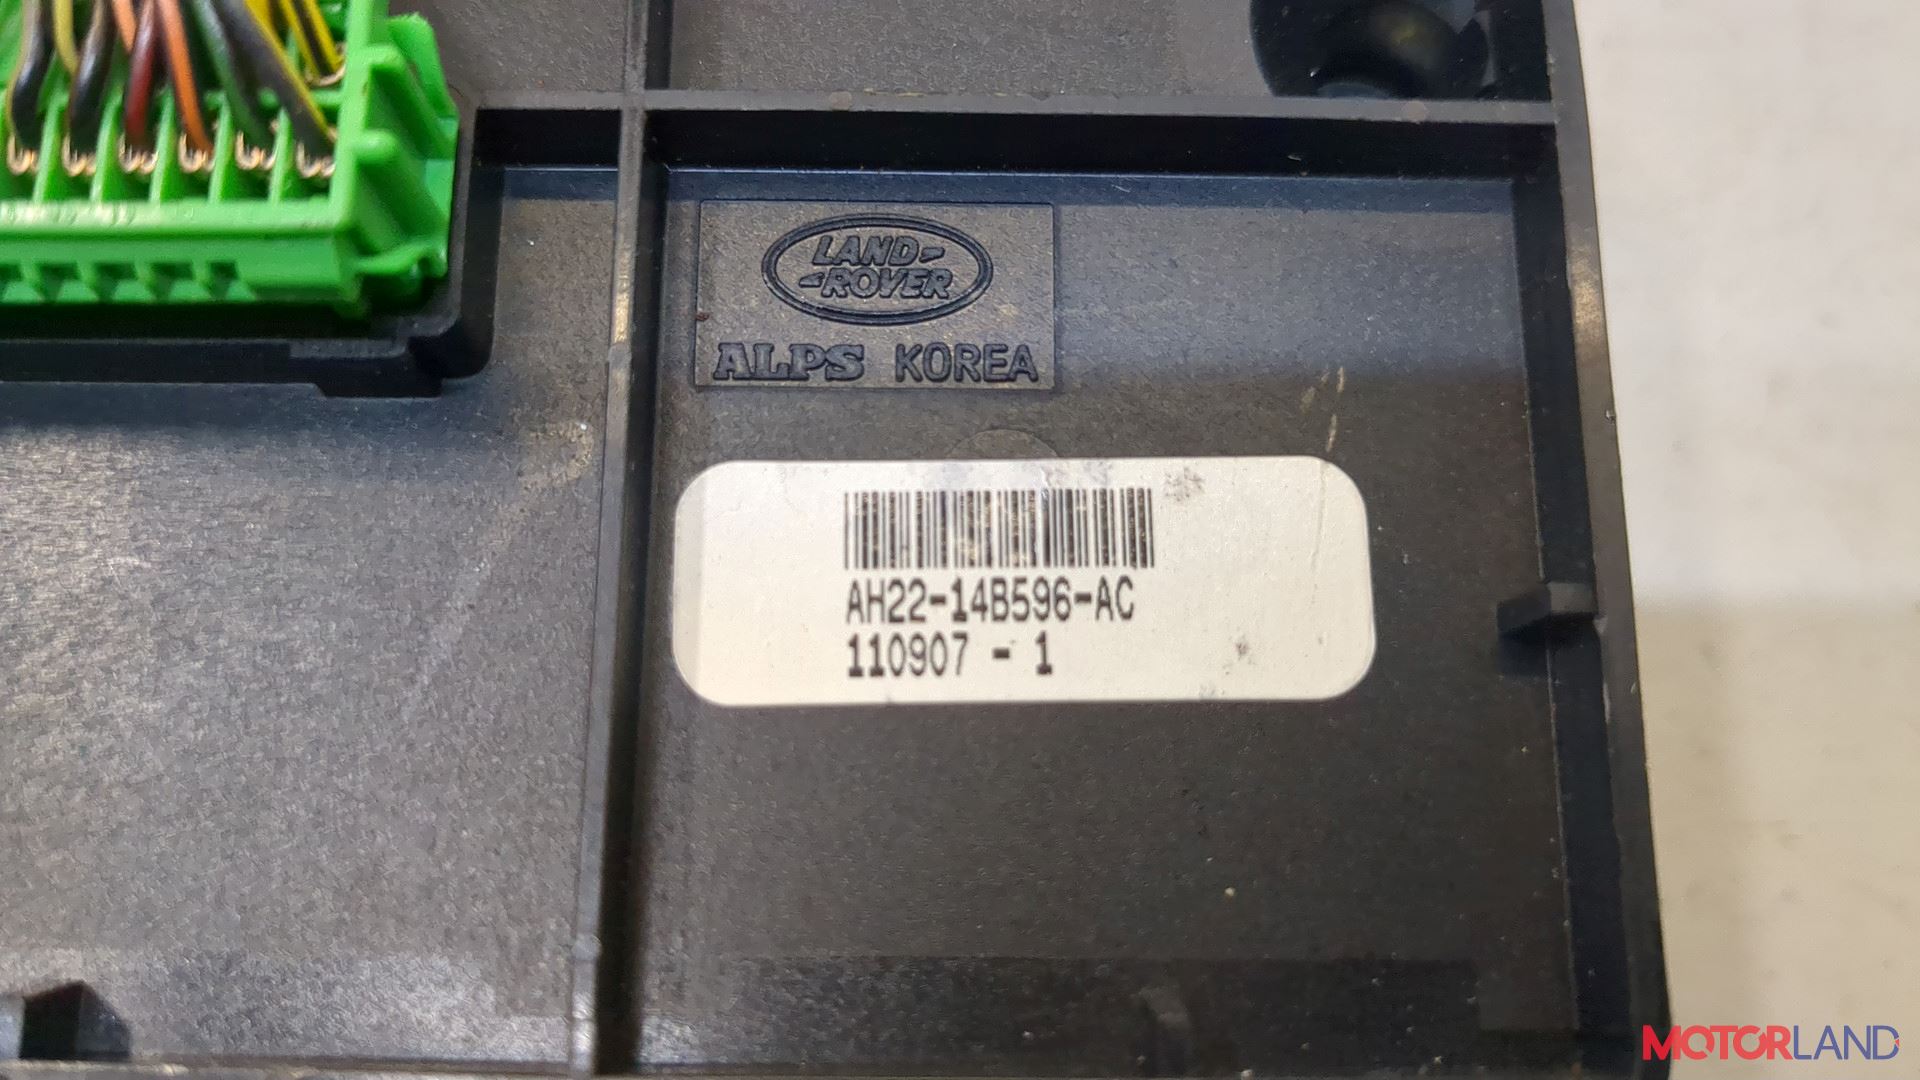 LAND-
-ROVER
ALPS KOREA
AH22-14B596-AC
110907 - 1
MOTORLAND